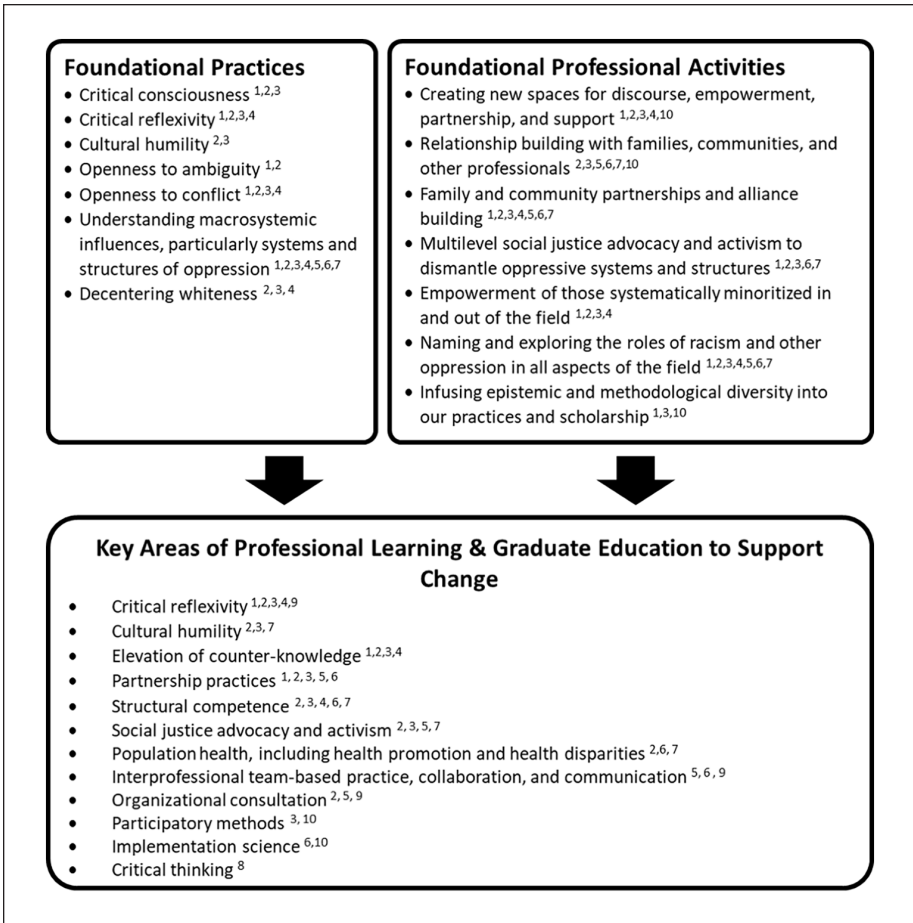 Foundational Practices
• Critical consciousness 1,2,3
• Critical reflexivity 1,2,3,4
• Cultural humility 2,3
• Openness to ambiguity 1,2
• Openness to conflict 1,2,3,4
• Understanding macrosystemic
influences, particularly systems and
structures of oppression 1,2,3,4,5,6,7
• Decentering whiteness 2, 3, 4
Foundational Professional Activities
• Creating new spaces for discourse, empowerment,
partnership, and support 1,2,3,4,10
• Relationship building with families, communities, and
other professionals 2,3,5,6,7,10
• Family and community partnerships and alliance
building 1,2,3,4,5,6,7
• Multilevel social justice advocacy and activism to
dismantle oppressive systems and structures 1,2,3,6,7
• Empowerment of those systematically minoritized in
and out of the field 1,2,3,4
• Naming and exploring the roles of racism and other
oppression in all aspects of the field 1,2,3,4,5,6,7
• Infusing epistemic and methodological diversity into
our practices and scholarship 1,3,10
Key Areas of Professional Learning & Graduate Education to Support
Change
• Critical reflexivity 1,2,3,4,9
• Cultural humility 2,3, 7
• Elevation of counter-knowledge 1,2,3,4
• Partnership practices 1, 2, 3, 5, 6
• Structural competence 2, 3, 4, 6, 7
• Social justice advocacy and activism 2, 3, 5, 7
• Population health, including health promotion and health disparities 2,6, 7
• Interprofessional team-based practice, collaboration, and communication 5, 6, 9
• Organizational consultation 2, 5, 9
• Participatory methods 3, 10
• Implementation science 6,10
• Critical thinking 8